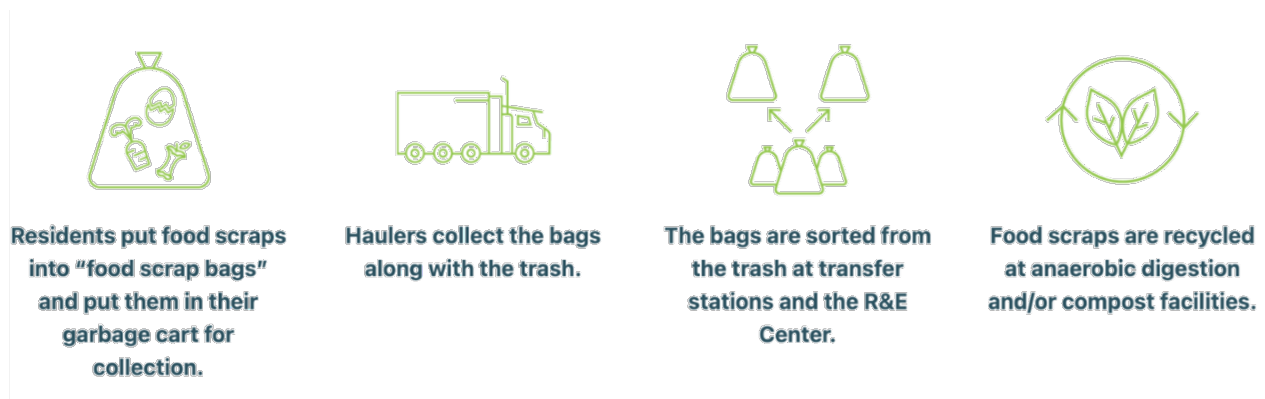 Residents put food scraps
into “food scrap bags”
and put them in their
garbage cart for
collection.
Haulers collect the bags
along with the trash.
The bags are sorted from
the trash at transfer
stations and the R&E
Center.
Food scraps are recycled
at anaerobic digestion
and/or compost facilities.